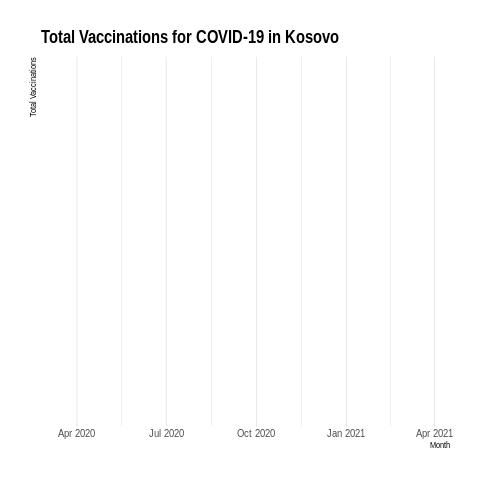 Total Vaccinations for COVID-19 in Kosovo
Total Vaccinations
Apr 2020
Jul 2020
Oct 2020
Jan 2021
Apr 2021
Month